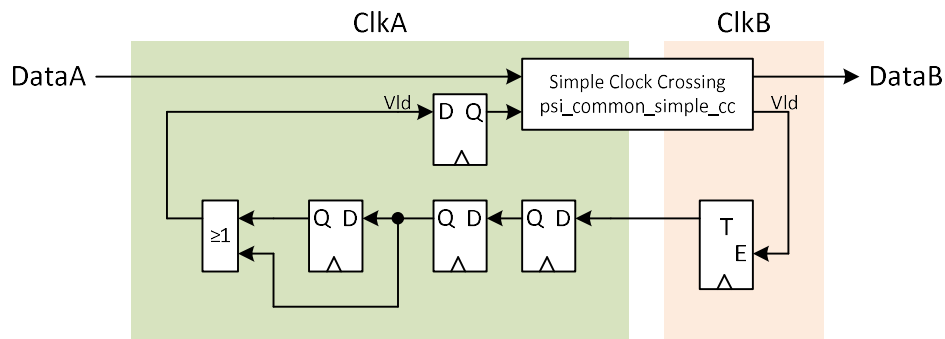 ClkA
ClkB
DataA
Simple Clock Crossing
psi_common_simple_cc
DataB
Vld
D Q
Vld
≥1
Q D
Q D
Q D
T
E